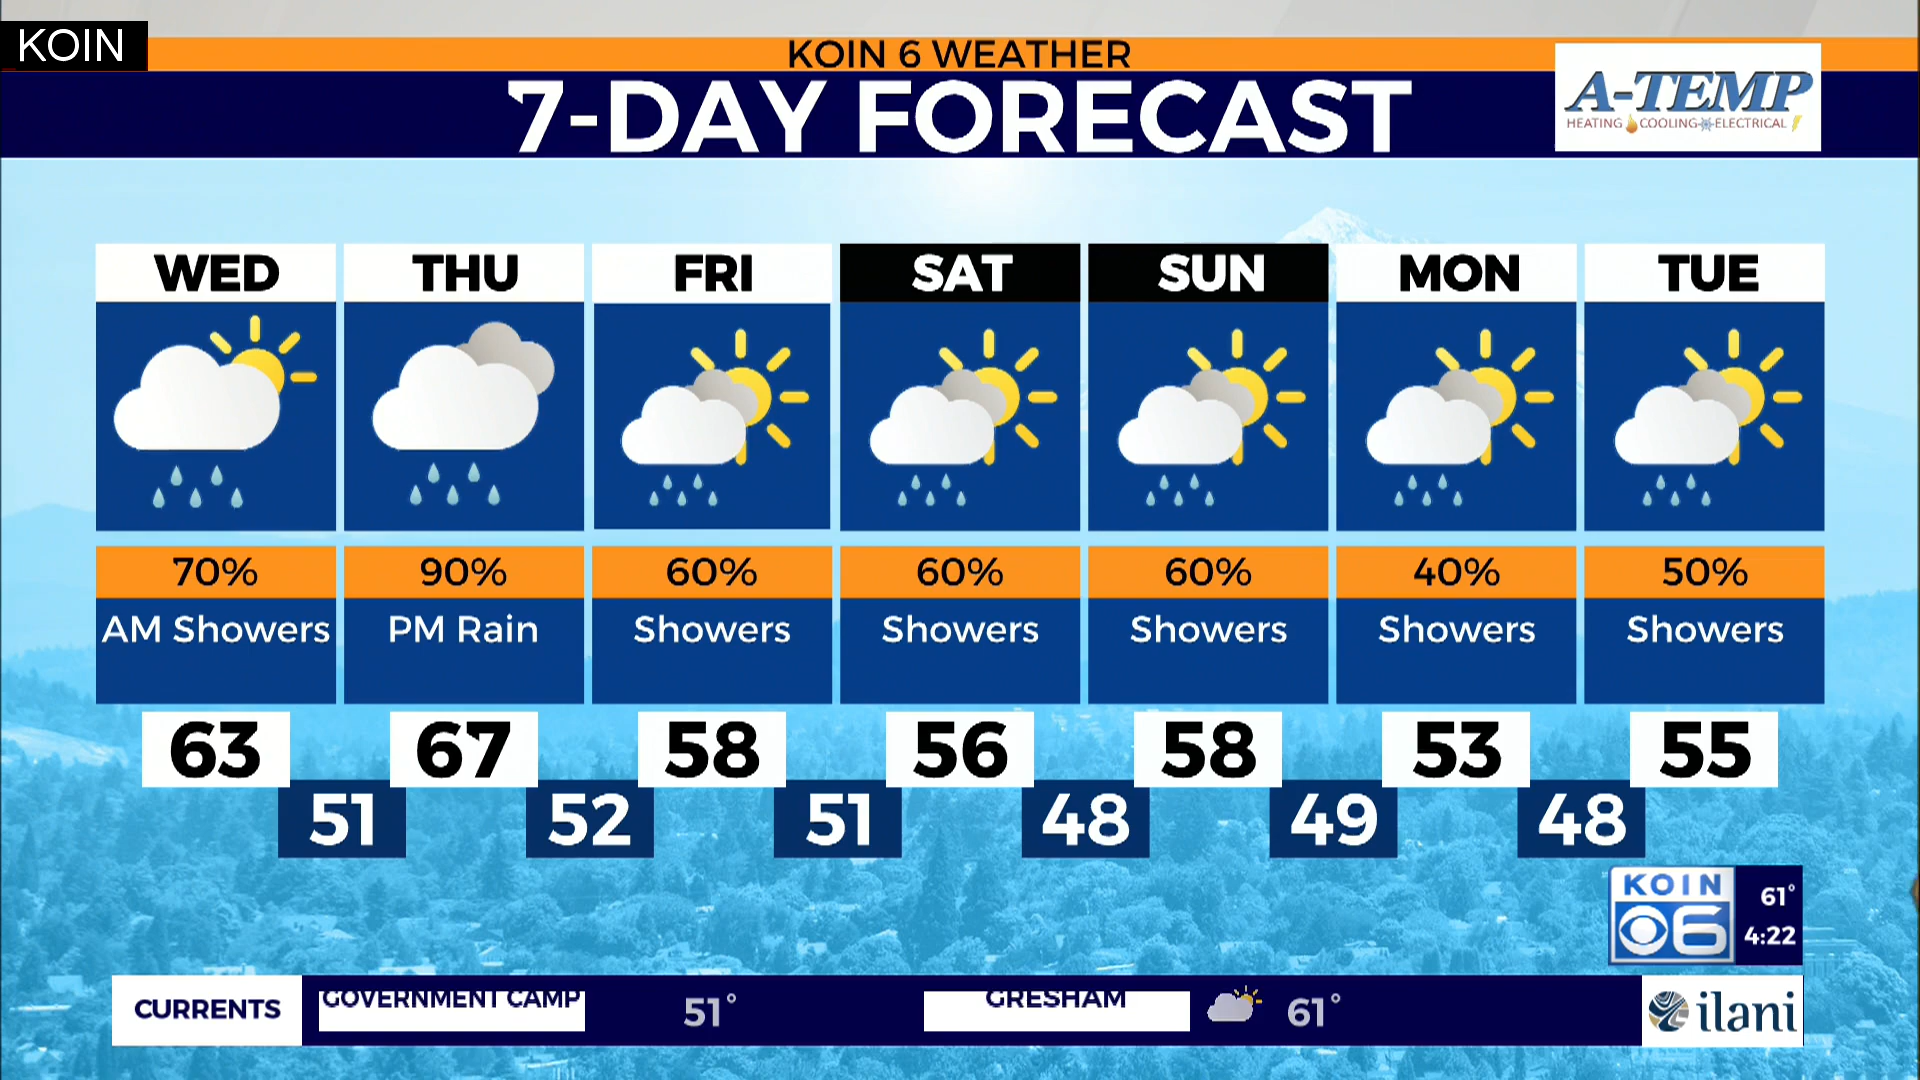 KOIN
KOIN 6 WEATHER
7-DAY FORECAST
A-TEMP
HEATING COOLING ELECTRICAL
WED THU FRI SAT SUN MON TUE
70% 90% 60% 60% 60% 40% 50%
AM Showers PM Rain Showers Showers Showers Showers Showers
63 67 58 56 58 53 55
51 52 51 48 49 48
KOIN 6
61°
4:22
CURRENTS GOVERNMENT CAMP 51° GRESHAM 61° ilani